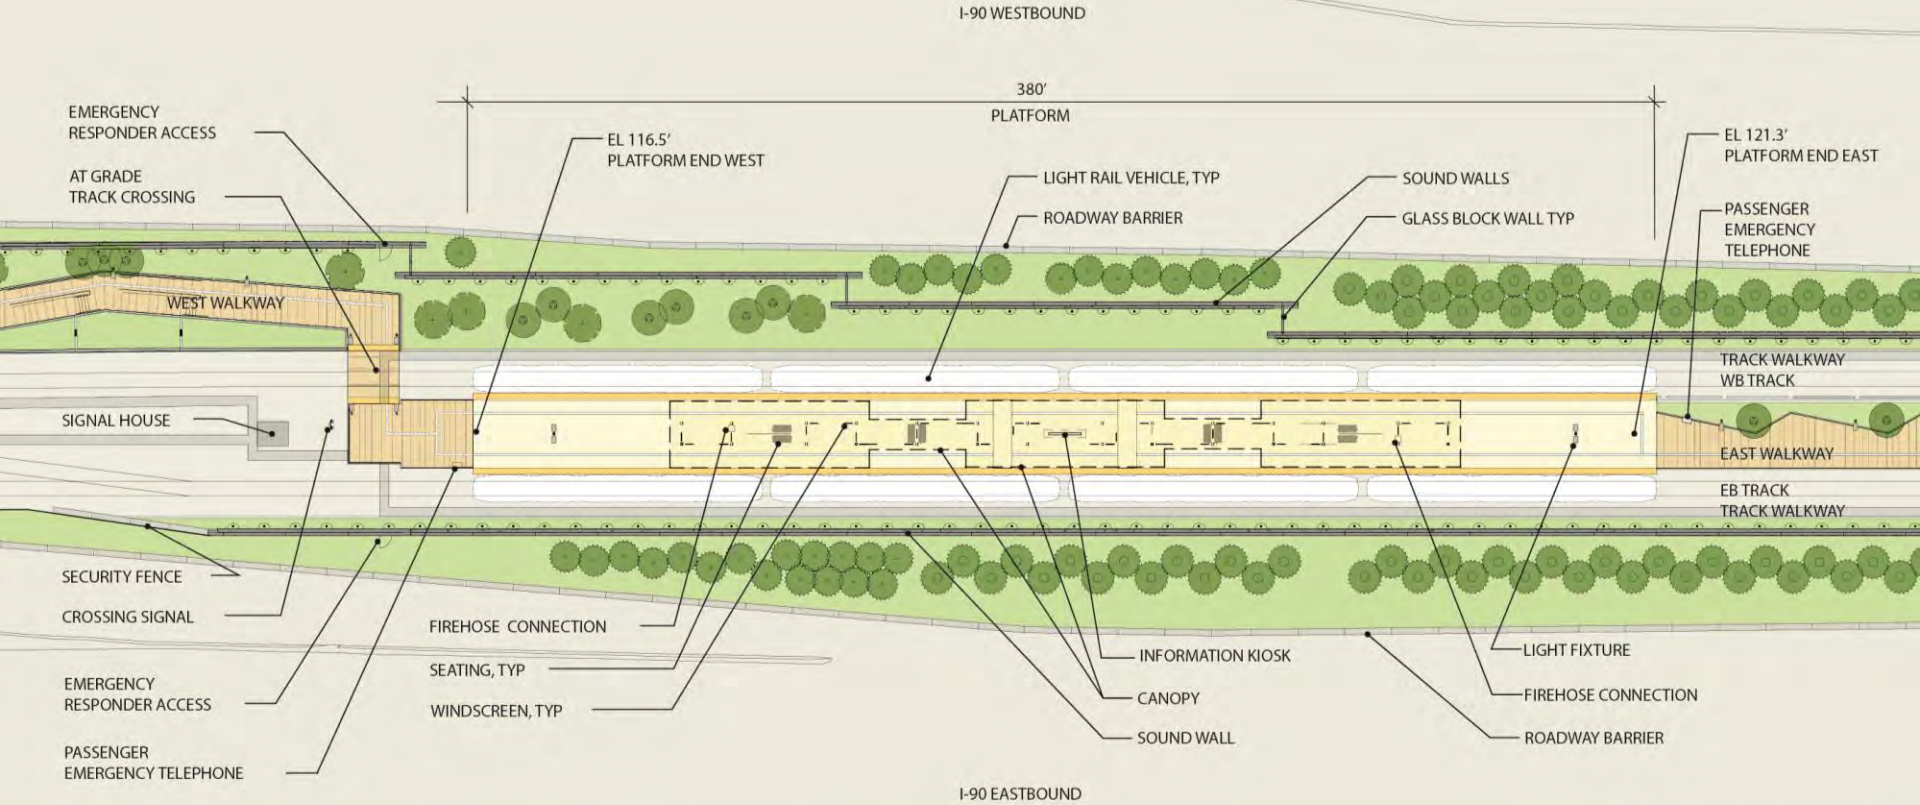 I-90 WESTBOUND
380'
PLATFORM
EMERGENCY
RESPONDER ACCESS
AT GRADE
TRACK CROSSING
EL 116.5'
PLATFORM END WEST
LIGHT RAIL VEHICLE, TYP
ROADWAY BARRIER
SOUND WALLS
GLASS BLOCK WALL TYP
EL 121.3'
PLATFORM END EAST
PASSENGER
EMERGENCY
TELEPHONE
WEST WALKWAY
TRACK WALKWAY
WB TRACK
SIGNAL HOUSE
EAST WALKWAY
EB TRACK
TRACK WALKWAY
SECURITY FENCE
CROSSING SIGNAL
EMERGENCY
RESPONDER ACCESS
PASSENGER
EMERGENCY TELEPHONE
FIREHOSE CONNECTION
SEATING, TYP
WINDSCREEN, TYP
INFORMATION KIOSK
CANOPY
SOUND WALL
LIGHT FIXTURE
FIREHOSE CONNECTION
ROADWAY BARRIER
I-90 EASTBOUND